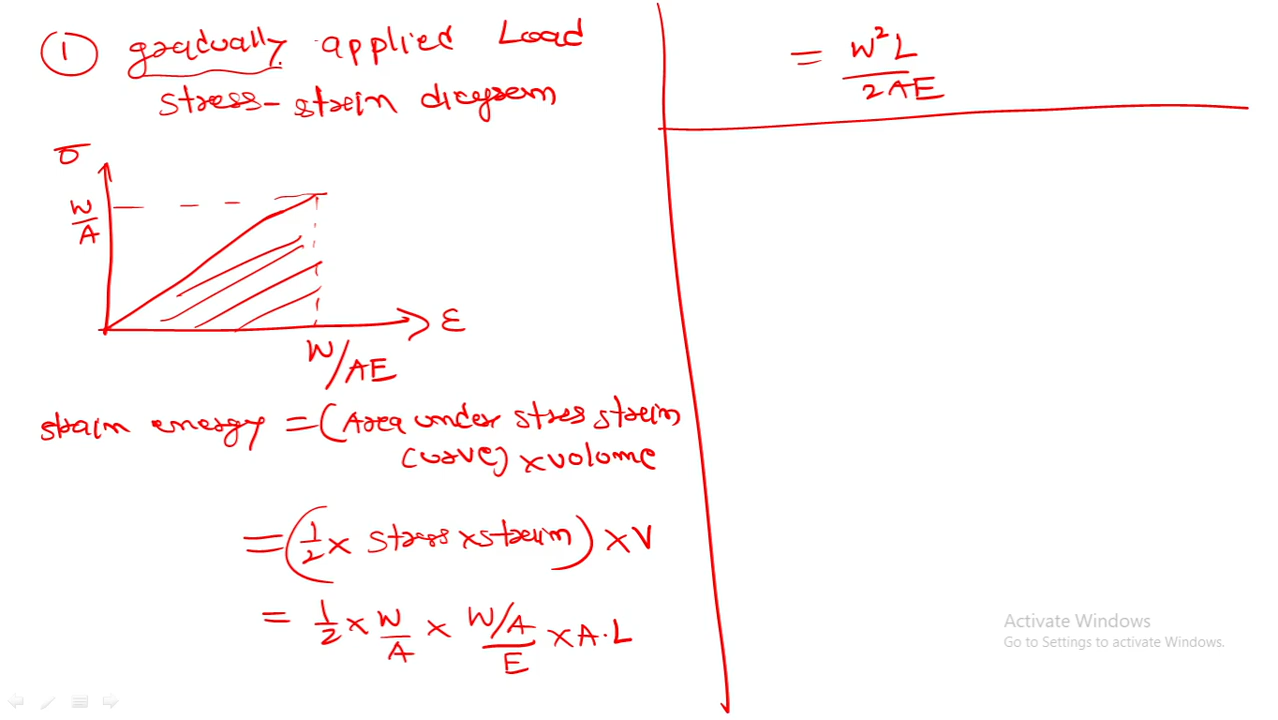 ① gradually applied Load
stress-strain diagram
σ
W/A
ε
W/AE
strain energy = (Area under stres strain
curve) × volume
= (1/2 × stress × strain) × V
= 1/2 × W/A × (W/A)/E × A·L
= W²L/2AE
Activate Windows
Go to Settings to activate Windows.